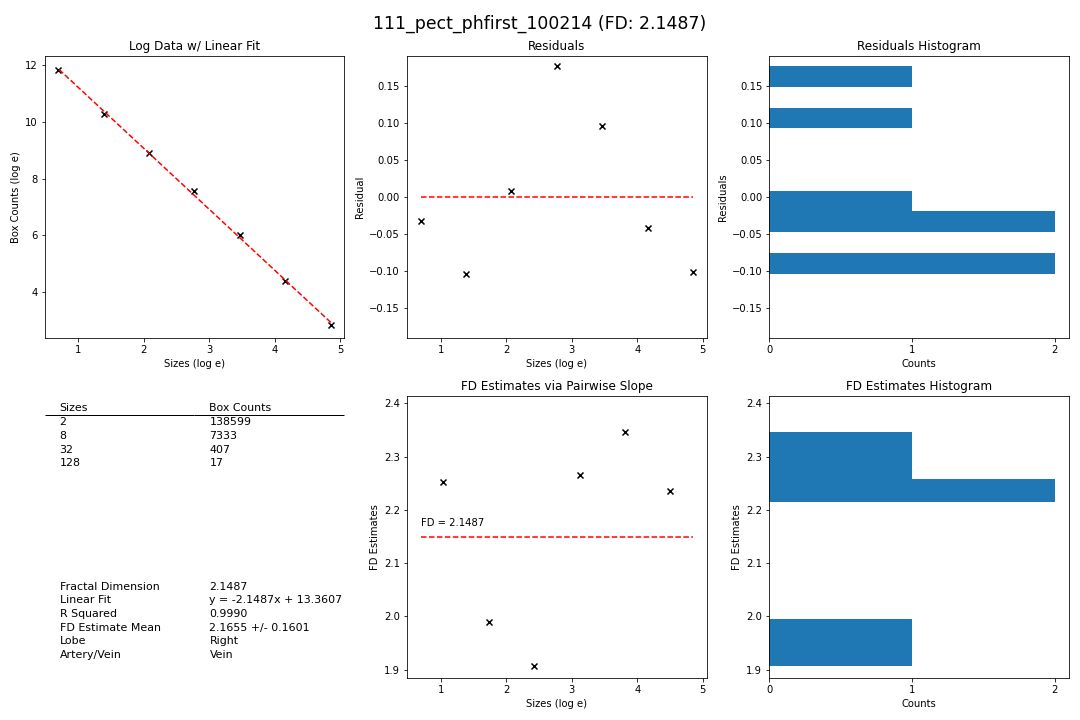 111_pect_phfirst_100214 (FD: 2.1487)
Log Data w/ Linear Fit
12
10
8
6
4
1 2 3 4 5
Box Counts (log e)
Sizes (log e)
Residuals
0.15
0.10
0.05
0.00
−0.05
−0.10
−0.15
1 2 3 4 5
Residual
Sizes (log e)
Residuals Histogram
0.15
0.10
0.05
0.00
−0.05
−0.10
−0.15
0 1 2
Residuals
Counts
Sizes Box Counts
2 138599
8 7333
32 407
128 17
Fractal Dimension 2.1487
Linear Fit y = -2.1487x + 13.3607
R Squared 0.9990
FD Estimate Mean 2.1655 +/- 0.1601
Lobe Right
Artery/Vein Vein
FD Estimates via Pairwise Slope
2.4
2.3
2.2
2.1
2.0
1.9
FD = 2.1487
1 2 3 4 5
FD Estimates
Sizes (log e)
FD Estimates Histogram
2.4
2.3
2.2
2.1
2.0
1.9
0 1 2
FD Estimates
Counts